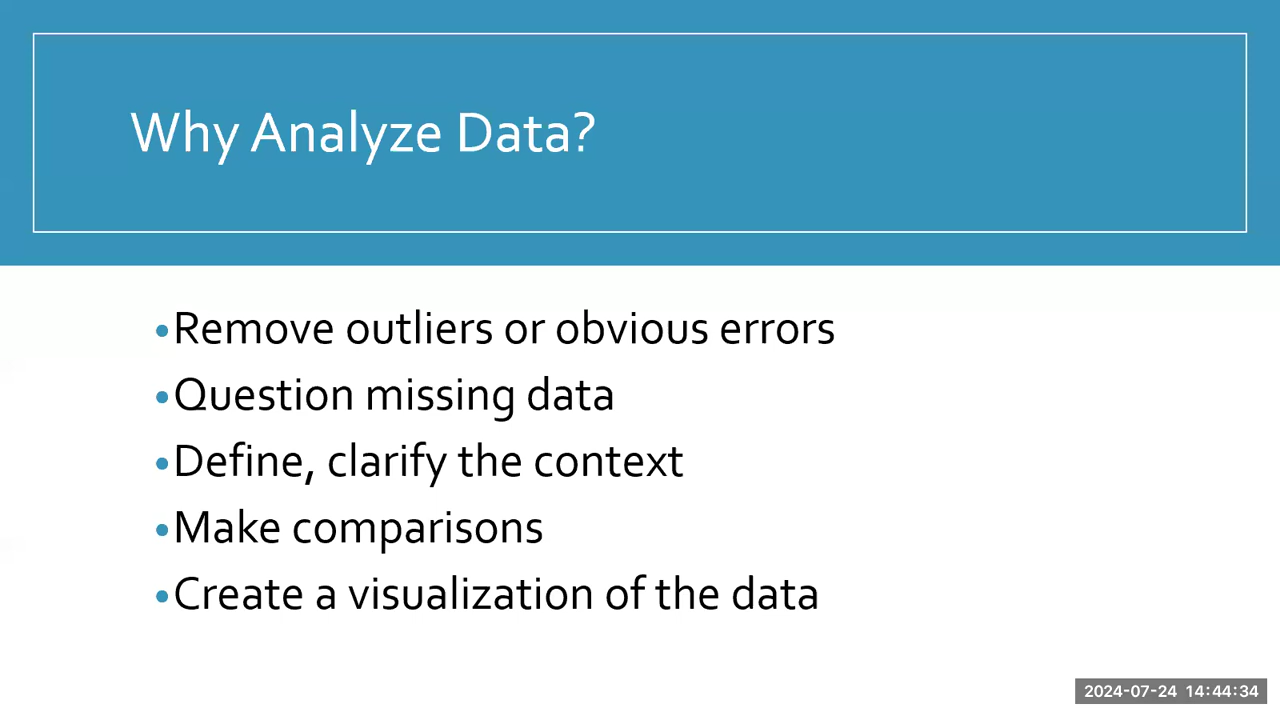 Why Analyze Data?
•Remove outliers or obvious errors
•Question missing data
•Define, clarify the context
•Make comparisons
•Create a visualization of the data
2024-07-24 14:44:34